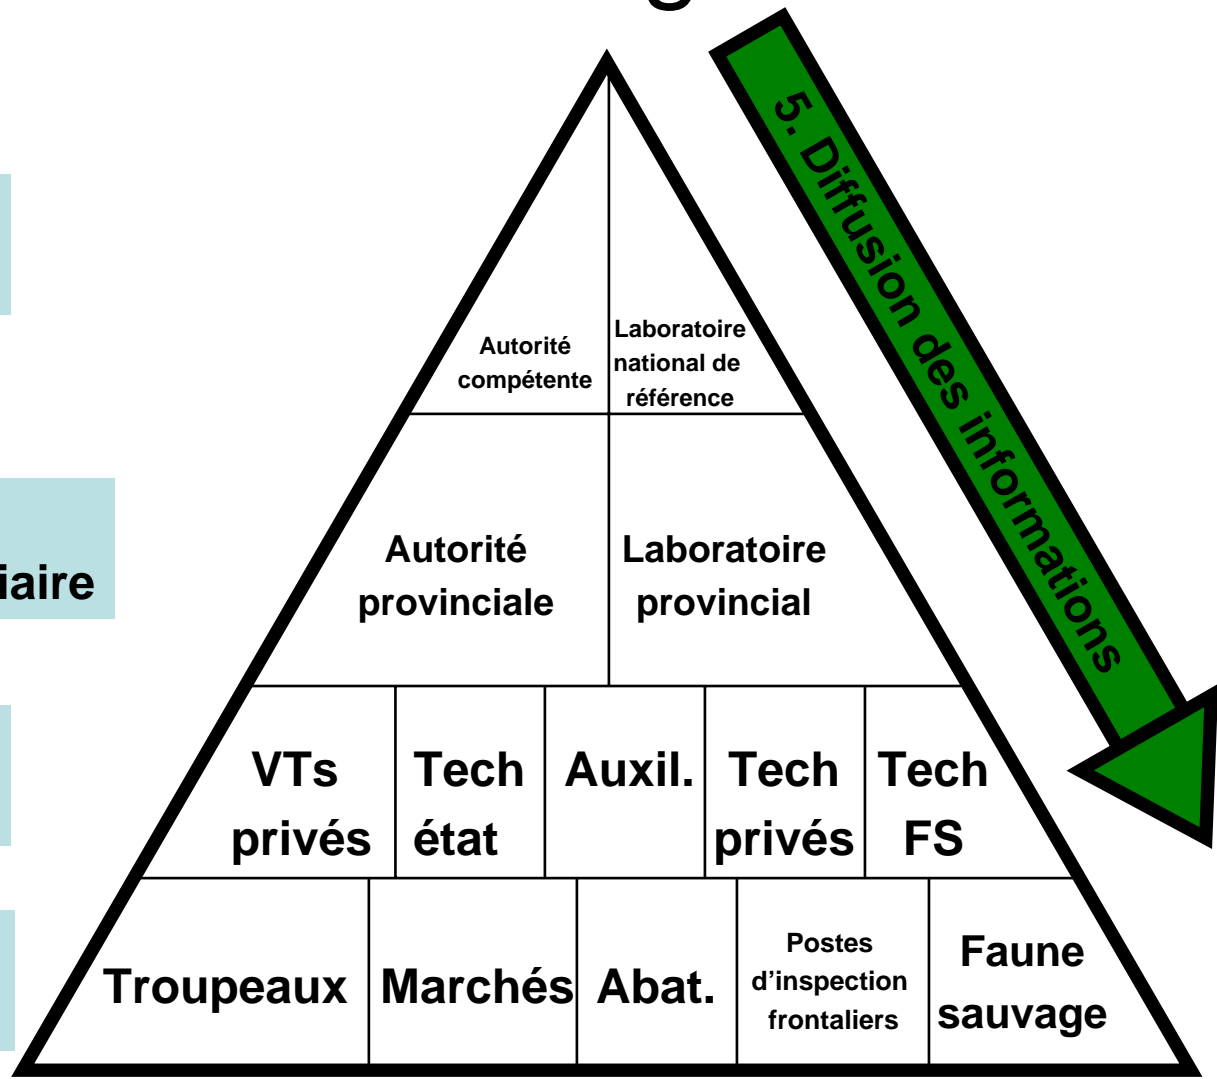 5. Diffusion des informations
Autorité
compétente
Laboratoire
national de
référence
iaire
Autorité
provinciale
Laboratoire
provincial
VTs
privés
Tech
état
Auxil.
Tech
privés
Tech
FS
Troupeaux
Marchés
Abat.
Postes
d’inspection
frontaliers
Faune
sauvage